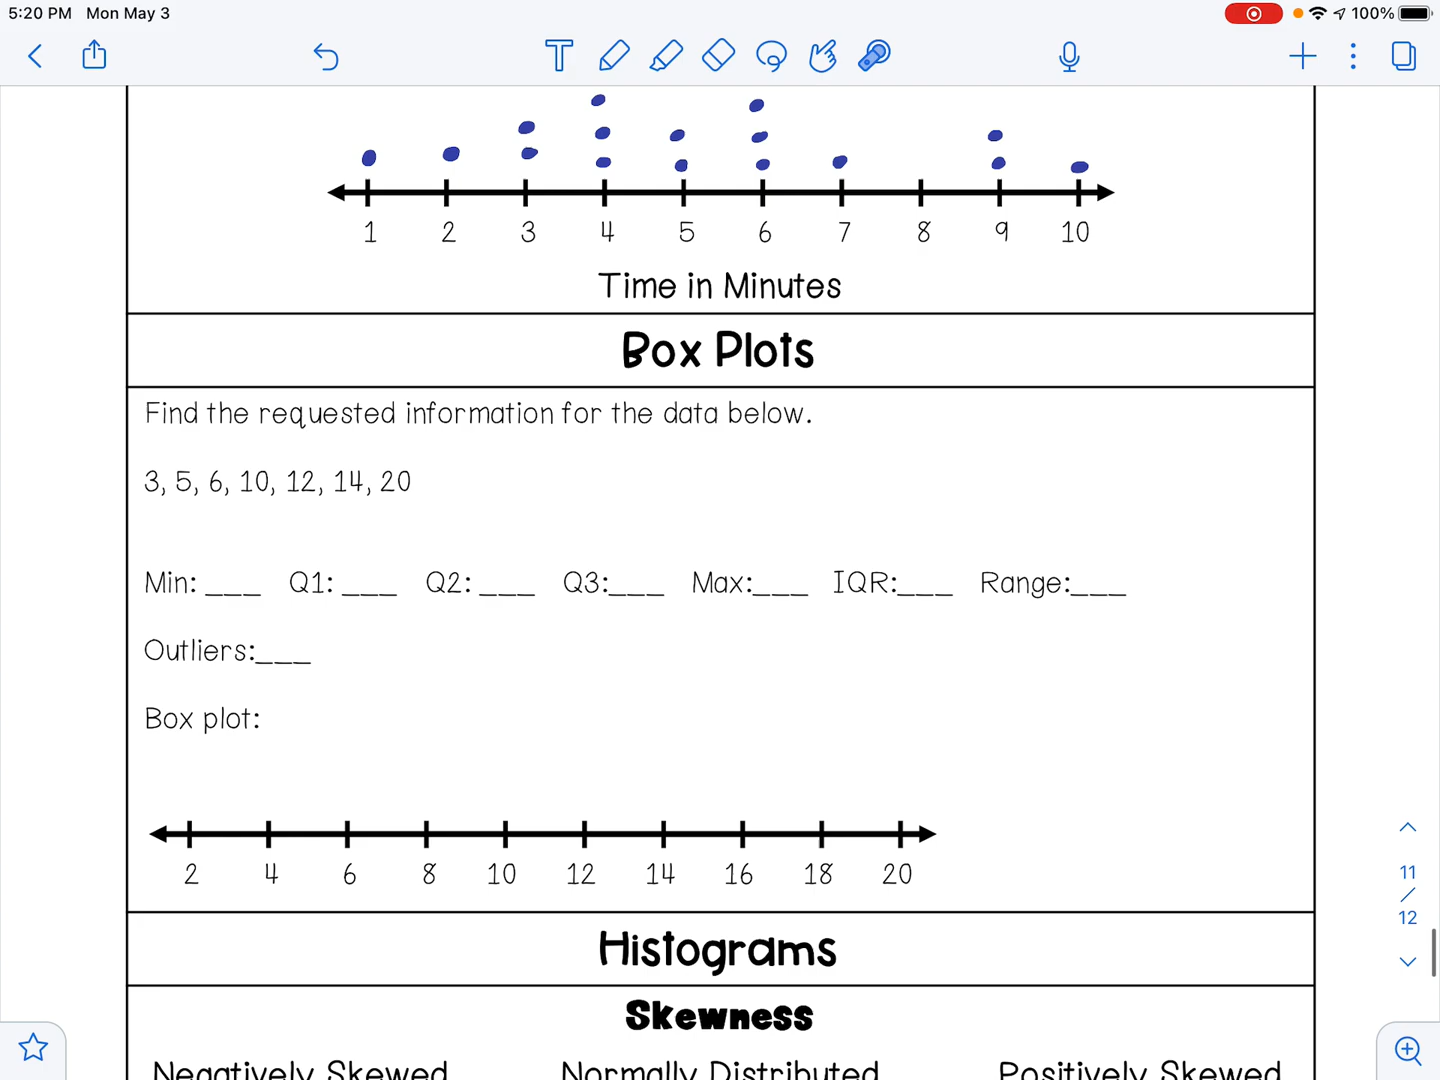 5:20 PM Mon May 3 100%
1 2 3 4 5 6 7 8 9 10
Time in Minutes
Box Plots
Find the requested information for the data below.
3, 5, 6, 10, 12, 14, 20
Min: ___ Q1: ___ Q2: ___ Q3:___ Max:___ IQR:___ Range:___
Outliers:___
Box plot:
2 4 6 8 10 12 14 16 18 20
11
/
12
Histograms
Skewness
Negatively Skewed Normally Distributed Positively Skewed